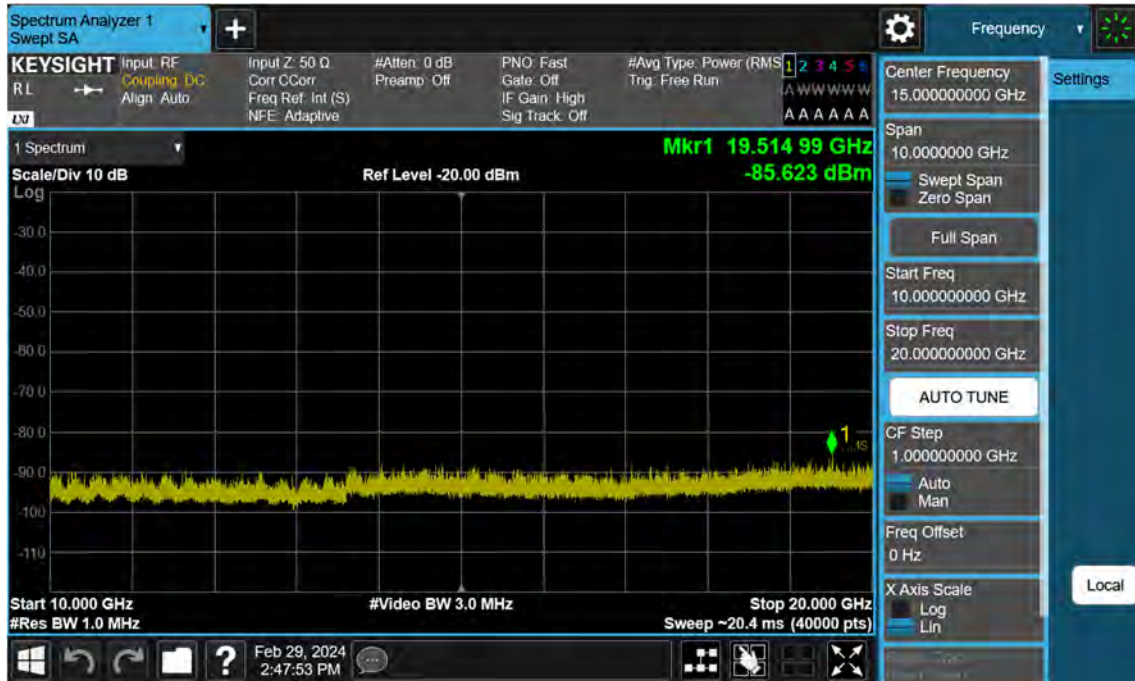 Spectrum Analyzer 1
Swept SA
Frequency
KEYSIGHT
RL
LXI
Input: RF
Coupling: DC
Align: Auto
Input Z: 50 Ω
Corr CCorr
Freq Ref: Int (S)
NFE: Adaptive
#Atten: 0 dB
Preamp: Off
PNO: Fast
Gate: Off
IF Gain: High
Sig Track: Off
#Avg Type: Power (RMS
Trig: Free Run
1 2 3 4 5 6
A W W W W W
A A A A A A
Center Frequency
15.000000000 GHz
Settings
1 Spectrum
Mkr1 19.514 99 GHz
Scale/Div 10 dB
Ref Level -20.00 dBm
-85.623 dBm
Log
-30.0
-40.0
-50.0
-60.0
-70.0
-80.0
-90.0
-100
-110
1
Start 10.000 GHz
#Video BW 3.0 MHz
Stop 20.000 GHz
#Res BW 1.0 MHz
Sweep ~20.4 ms (40000 pts)
Span
10.0000000 GHz
Swept Span
Zero Span
Full Span
Start Freq
10.000000000 GHz
Stop Freq
20.000000000 GHz
AUTO TUNE
CF Step
1.000000000 GHz
Auto
Man
Freq Offset
0 Hz
X Axis Scale
Log
Lin
Local
?
Feb 29, 2024
2:47:53 PM